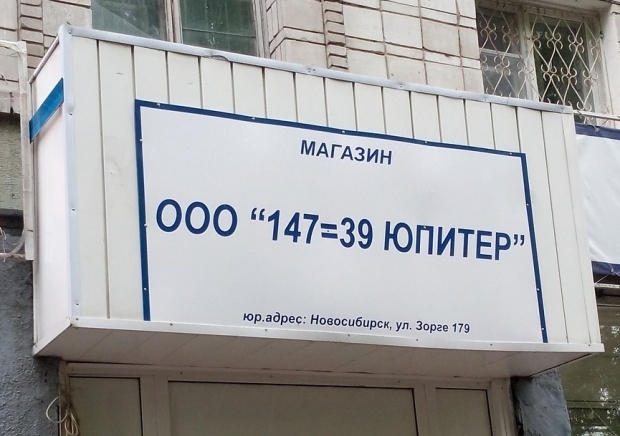 МАГАЗИН
ООО "147=39 ЮПИТЕР"
юр.адрес: Новосибирск, ул. Зорге 179